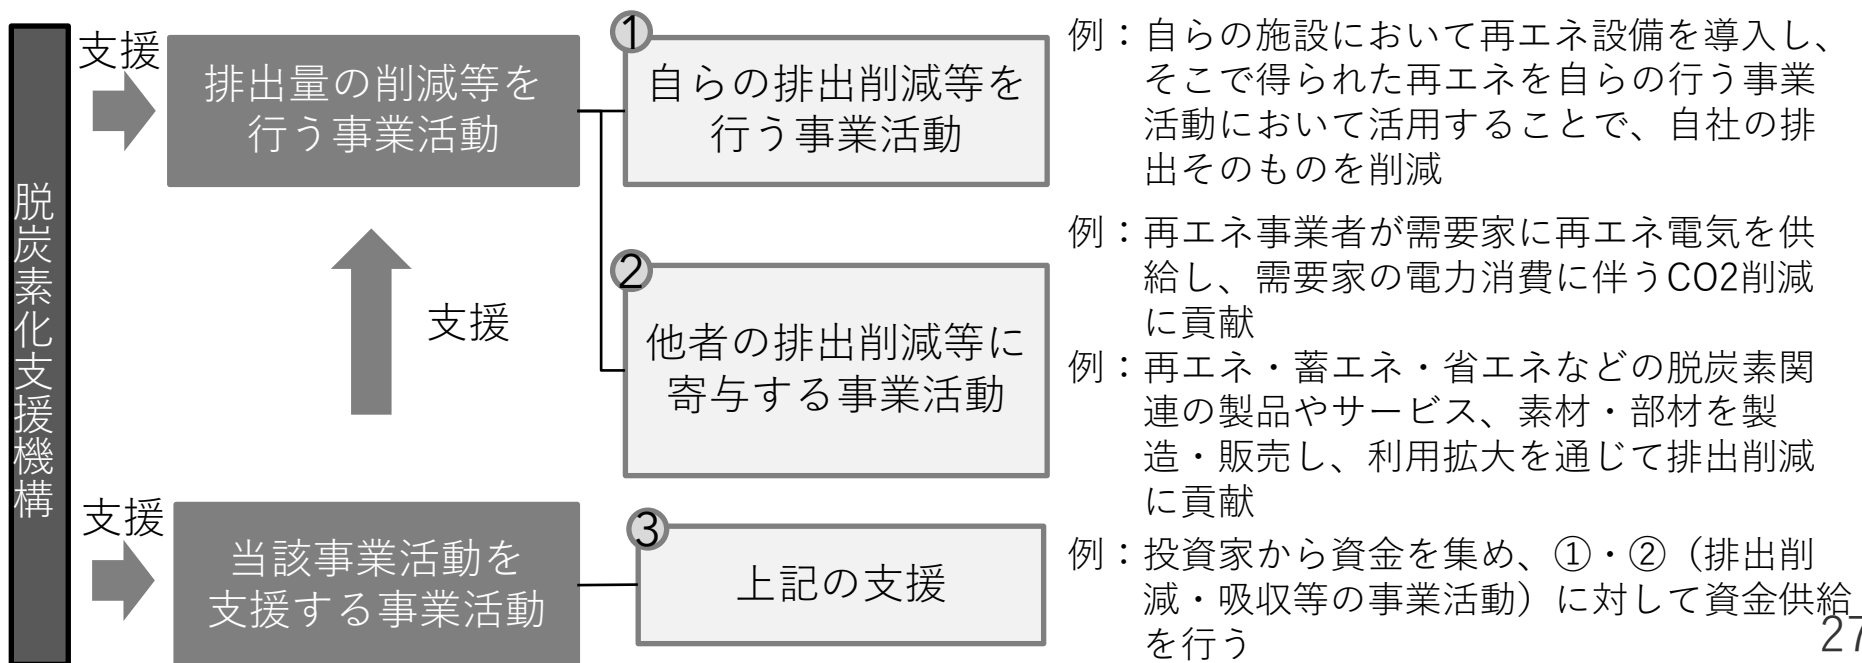 脱炭素化支援機構
支援
排出量の削減等を
行う事業活動
①
自らの排出削減等を
行う事業活動
例：自らの施設において再エネ設備を導入し、
そこで得られた再エネを自らの行う事業
活動において活用することで、自社の排
出そのものを削減
支援
②
他者の排出削減等に
寄与する事業活動
例：再エネ事業者が需要家に再エネ電気を供
給し、需要家の電力消費に伴うCO2削減
に貢献
例：再エネ・蓄エネ・省エネなどの脱炭素関
連の製品やサービス、素材・部材を製
造・販売し、利用拡大を通じて排出削減
に貢献
支援
当該事業活動を
支援する事業活動
③
上記の支援
例：投資家から資金を集め、①・②（排出削
減・吸収等の事業活動）に対して資金供給
を行う
27